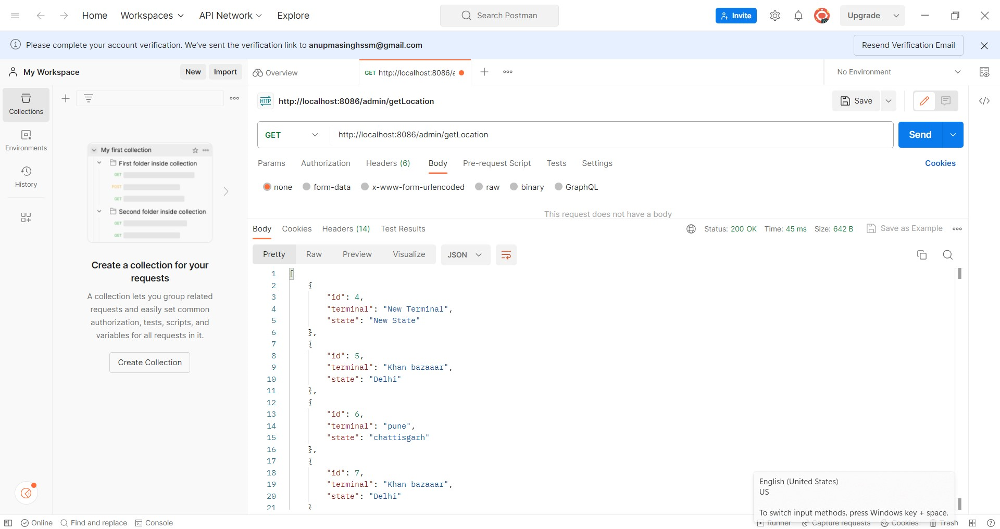 Home Workspaces API Network Explore Search Postman Invite Upgrade
Please complete your account verification. We've sent the verification link to anupmasinghssm@gmail.com Resend Verification Email
My Workspace New Import Overview GET http://localhost:8086/a No Environment
HTTP http://localhost:8086/admin/getLocation Save
Collections
Environments
History
My first collection
First folder inside collection
GET
POST
GET
Second folder inside collection
GET
GET
Create a collection for your
requests
A collection lets you group related
requests and easily set common
authorization, tests, scripts, and
variables for all requests in it.
Create Collection
GET http://localhost:8086/admin/getLocation Send
Params Authorization Headers (6) Body Pre-request Script Tests Settings Cookies
none form-data x-www-form-urlencoded raw binary GraphQL
This request does not have a body
Body Cookies Headers (14) Test Results Status: 200 OK Time: 45 ms Size: 642 B Save as Example
Pretty Raw Preview Visualize JSON
1 [
2 {
3 "id": 4,
4 "terminal": "New Terminal",
5 "state": "New State"
6 },
7 {
8 "id": 5,
9 "terminal": "Khan bazaaar",
10 "state": "Delhi"
11 },
12 {
13 "id": 6,
14 "terminal": "pune",
15 "state": "chattisgarh"
16 },
17 {
18 "id": 7,
19 "terminal": "Khan bazaaar",
20 "state": "Delhi"
21 }
English (United States)
US
To switch input methods, press Windows key + space.
Online Find and replace Console Runner Capture requests Cookies Trash